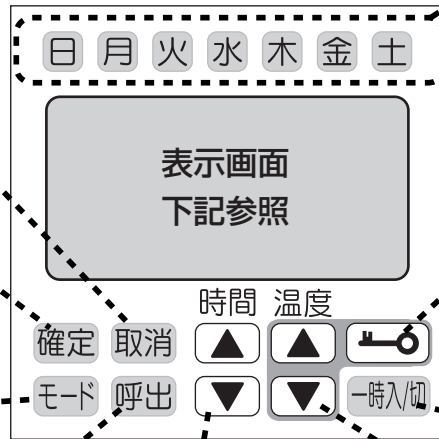 日 月 火 水 木 金 土
表示画面
下記参照
時間 温度
確定 取消
モード 呼出 一時入/切